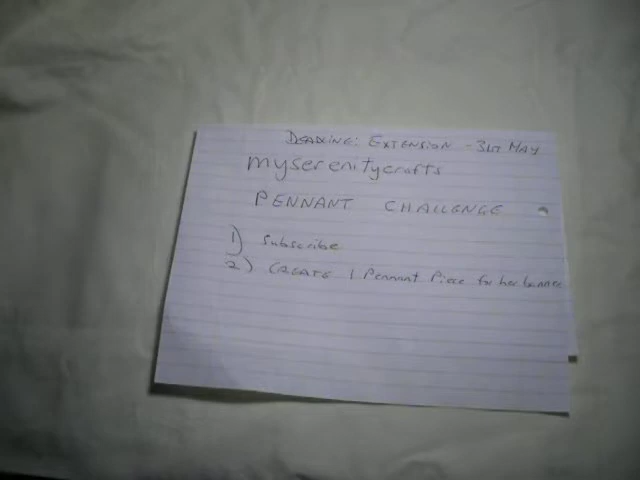 DEADLINE: EXTENSION - 31st MAY
myserenitycrafts
PENNANT CHALLENGE
1) Subscribe
2) CREATE 1 Pennant Piece for her banner